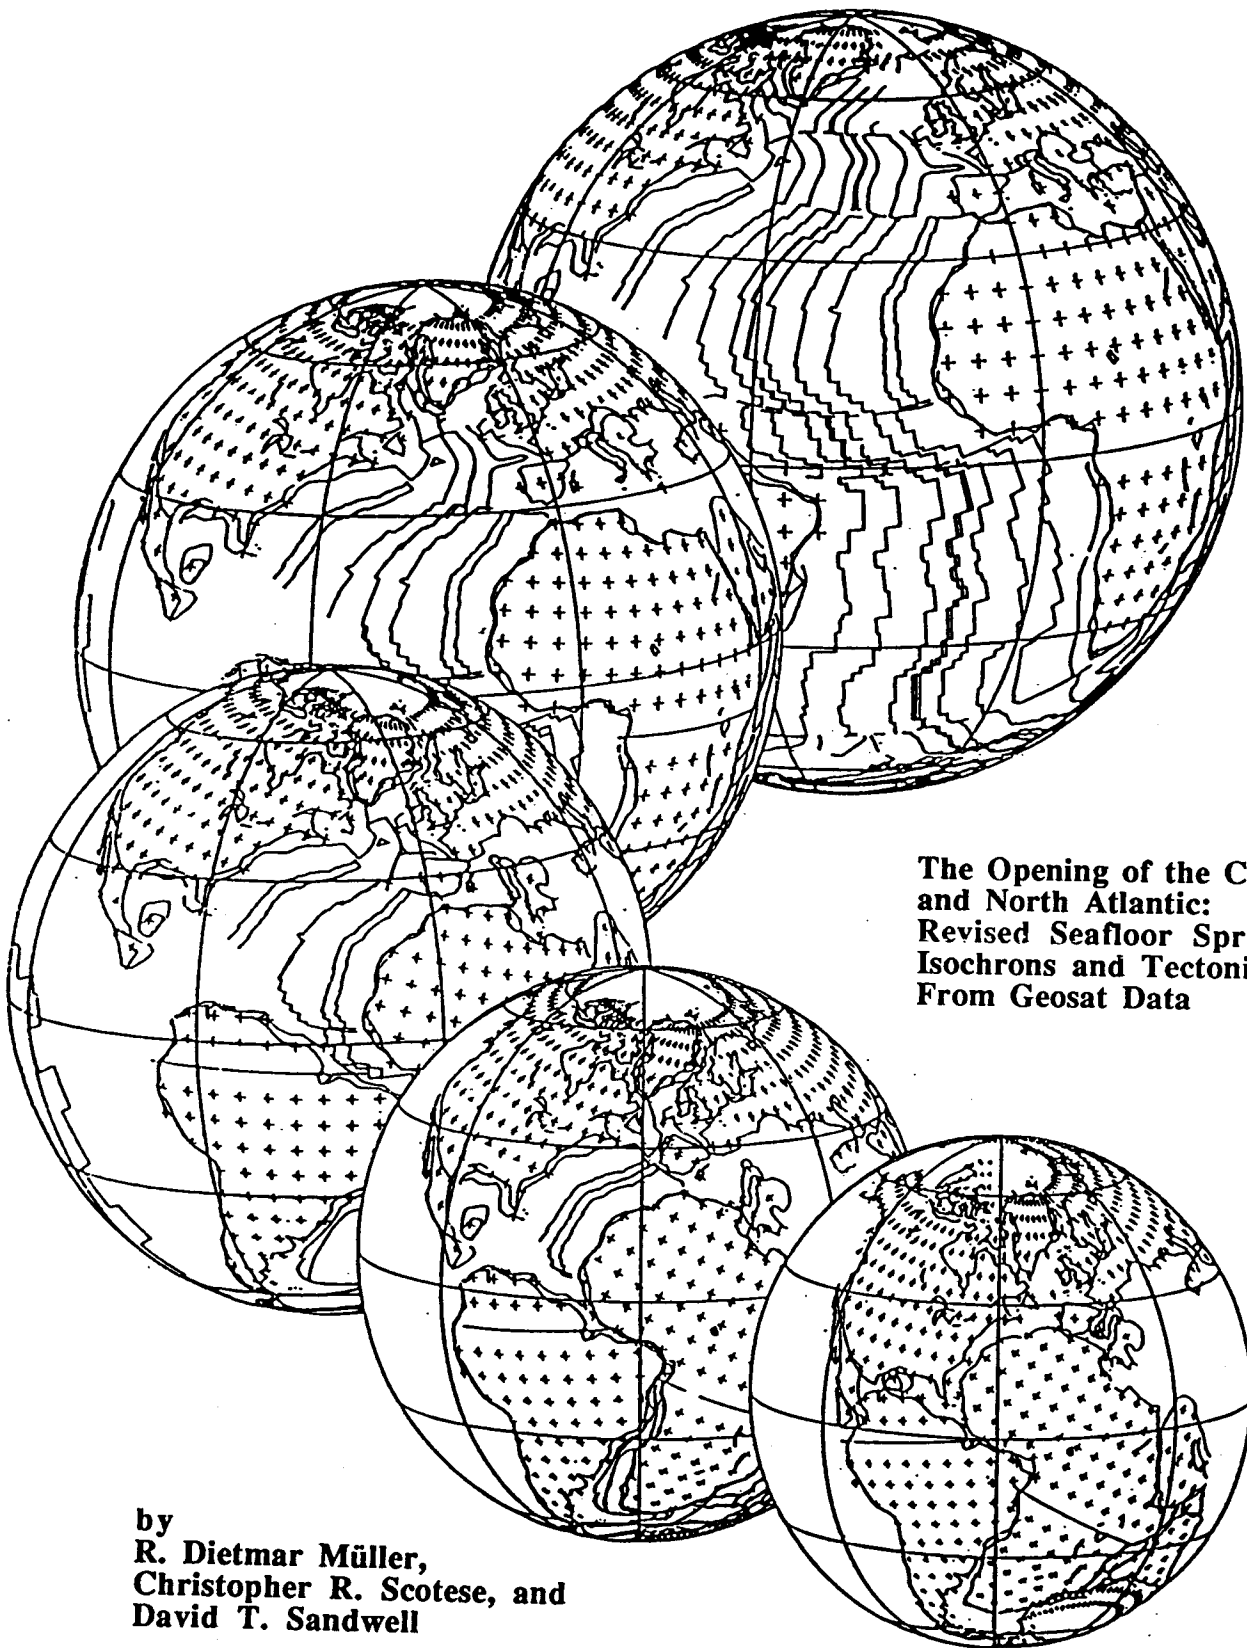 The Opening of the C
and North Atlantic:
Revised Seafloor Spr
Isochrons and Tectoni
From Geosat Data
by
R. Dietmar Müller,
Christopher R. Scotese, and
David T. Sandwell